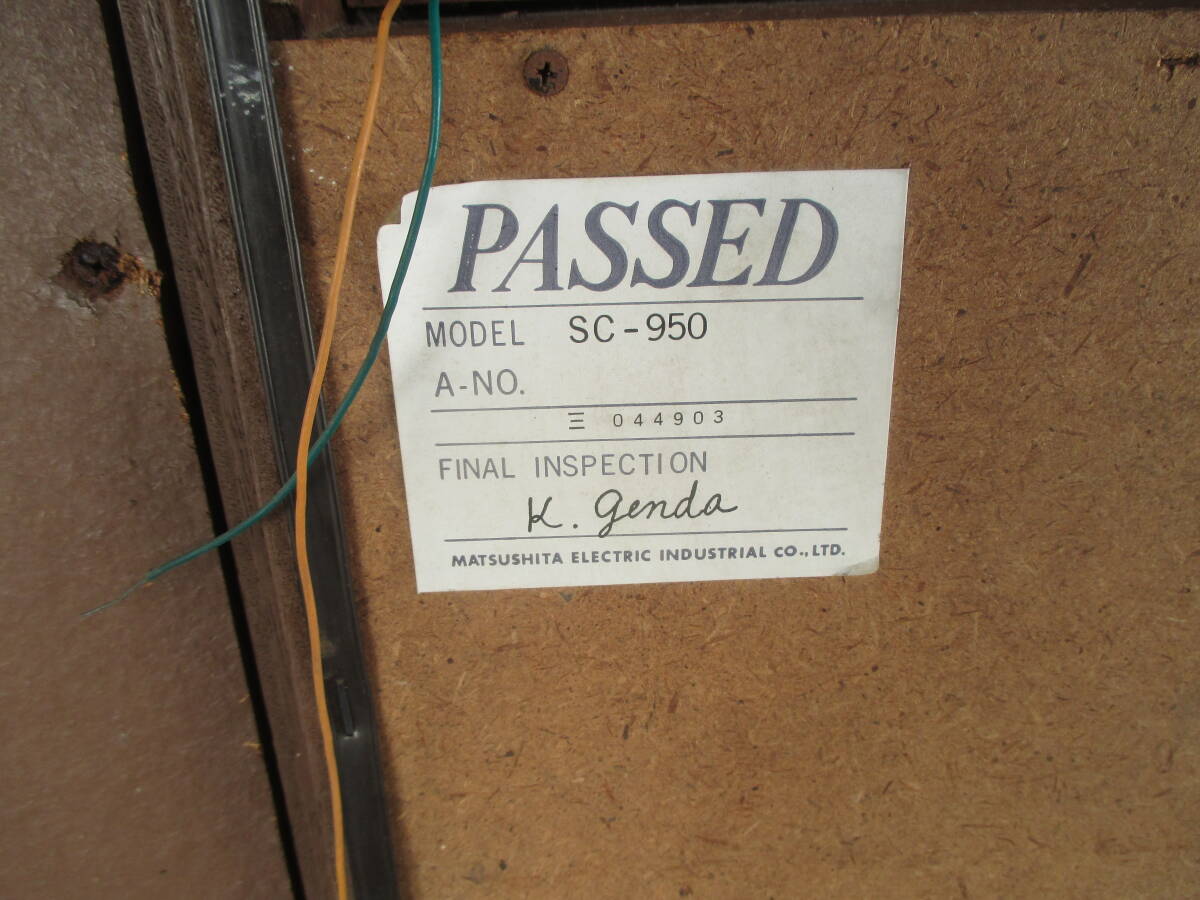 PASSED
MODEL SC-950
A-NO.
三 044903
FINAL INSPECTION
K. Genda
MATSUSHITA ELECTRIC INDUSTRIAL CO., LTD.